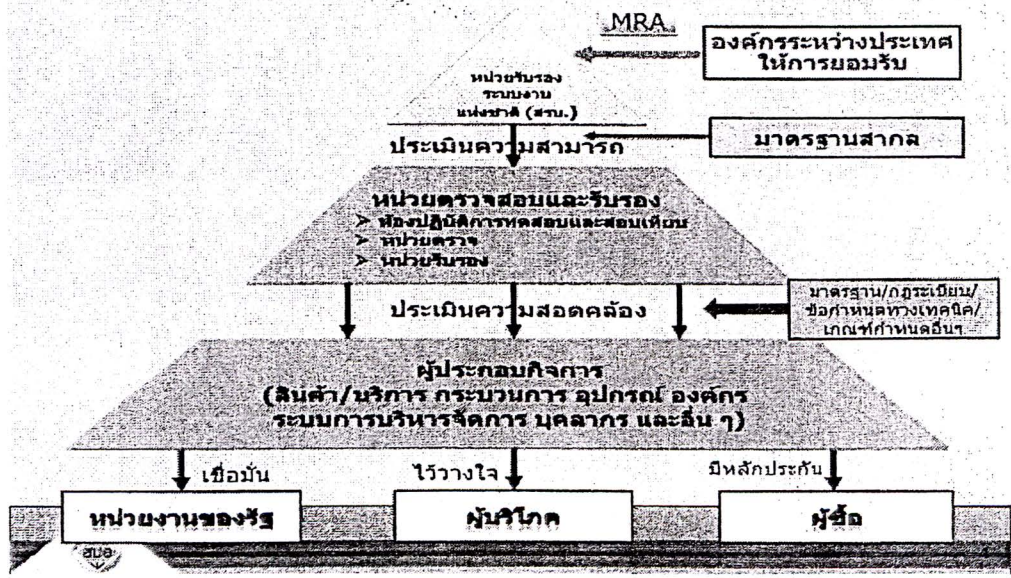 MRA
องค์กรระหว่างประเทศ
ให้การยอมรับ
หน่วยรับรอง
ระบบงาน
แห่งชาติ (สรบ.)
ประเมินความสามารถ
มาตรฐานสากล
หน่วยตรวจสอบและรับรอง
➤ ห้องปฏิบัติการทดสอบและสอบเทียบ
➤ หน่วยตรวจ
➤ หน่วยรับรอง
ประเมินความสอดคล้อง
มาตรฐาน/กฎระเบียบ/
ข้อกำหนดทางเทคนิค/
เกณฑ์กำหนดอื่นๆ
ผู้ประกอบกิจการ
(สินค้า/บริการ กระบวนการ อุปกรณ์ องค์กร
ระบบการบริหารจัดการ บุคลากร และอื่น ๆ)
เชื่อมั่น
ไว้วางใจ
มีหลักประกัน
หน่วยงานของรัฐ
ผู้บริโภค
ผู้ซื้อ
สมอ